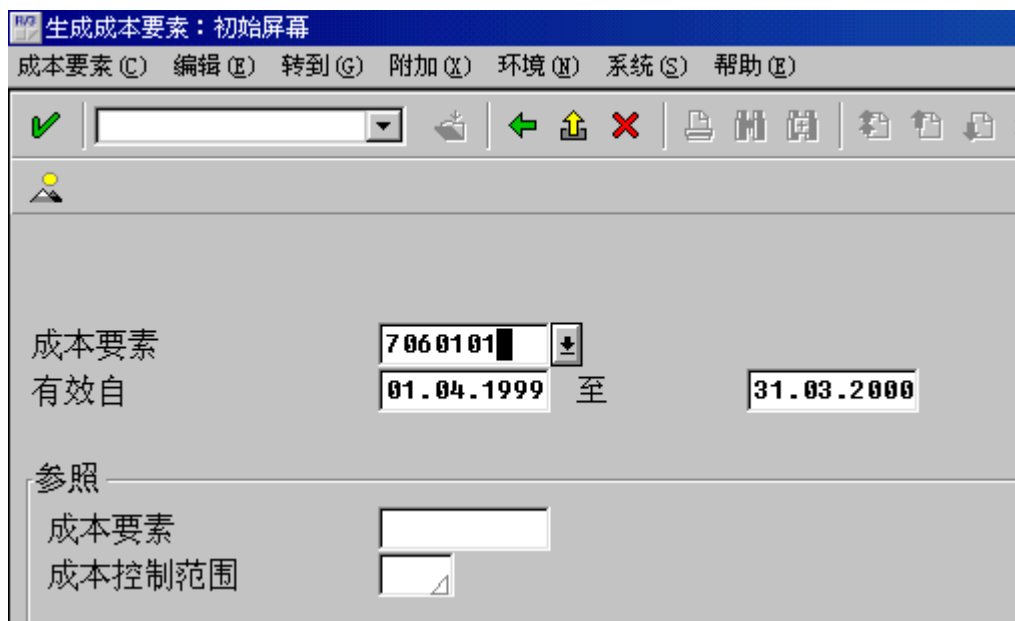 R/3 生成成本要素：初始屏幕
成本要素(C) 编辑(E) 转到(G) 附加(X) 环境(N) 系统(S) 帮助(E)
成本要素 7060101
有效自 01.04.1999 至 31.03.2000
参照
成本要素
成本控制范围